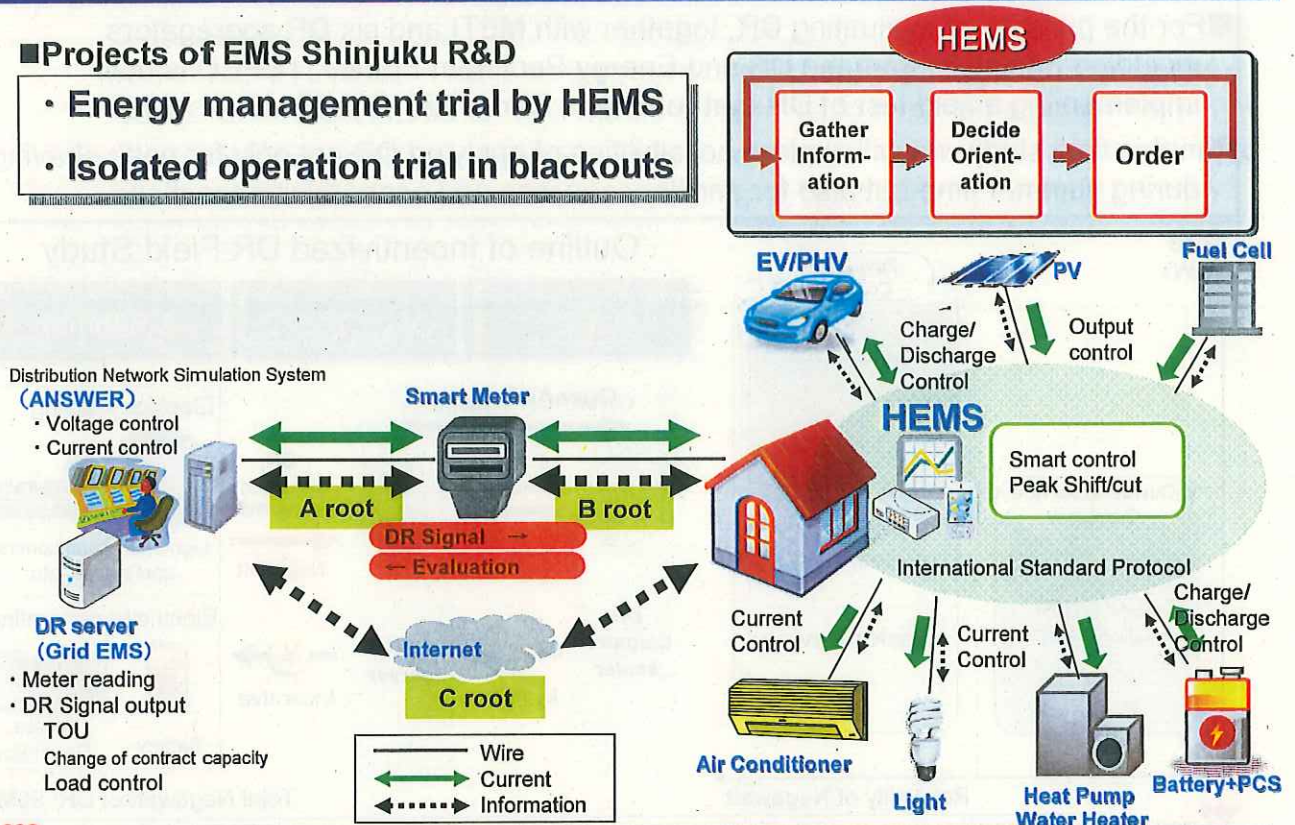 ■Projects of EMS Shinjuku R&D
・Energy management trial by HEMS
・Isolated operation trial in blackouts
HEMS
Gather
Inform-
ation
Decide
Orient-
ation
Order
EV/PHV
PV
Fuel Cell
Charge/
Discharge
Control
Output
control
Distribution Network Simulation System
(ANSWER)
・Voltage control
・Current control
Smart Meter
HEMS
Smart control
Peak Shift/cut
A root
B root
DR Signal →
← Evaluation
International Standard Protocol
DR server
(Grid EMS)
・Meter reading
・DR Signal output
TOU
Change of contract capacity
Load control
Internet
C root
Current
Control
Current
Control
Charge/
Discharge
Control
Wire
Current
Information
Air Conditioner
Light
Heat Pump
Water Heater
Battery+PCS